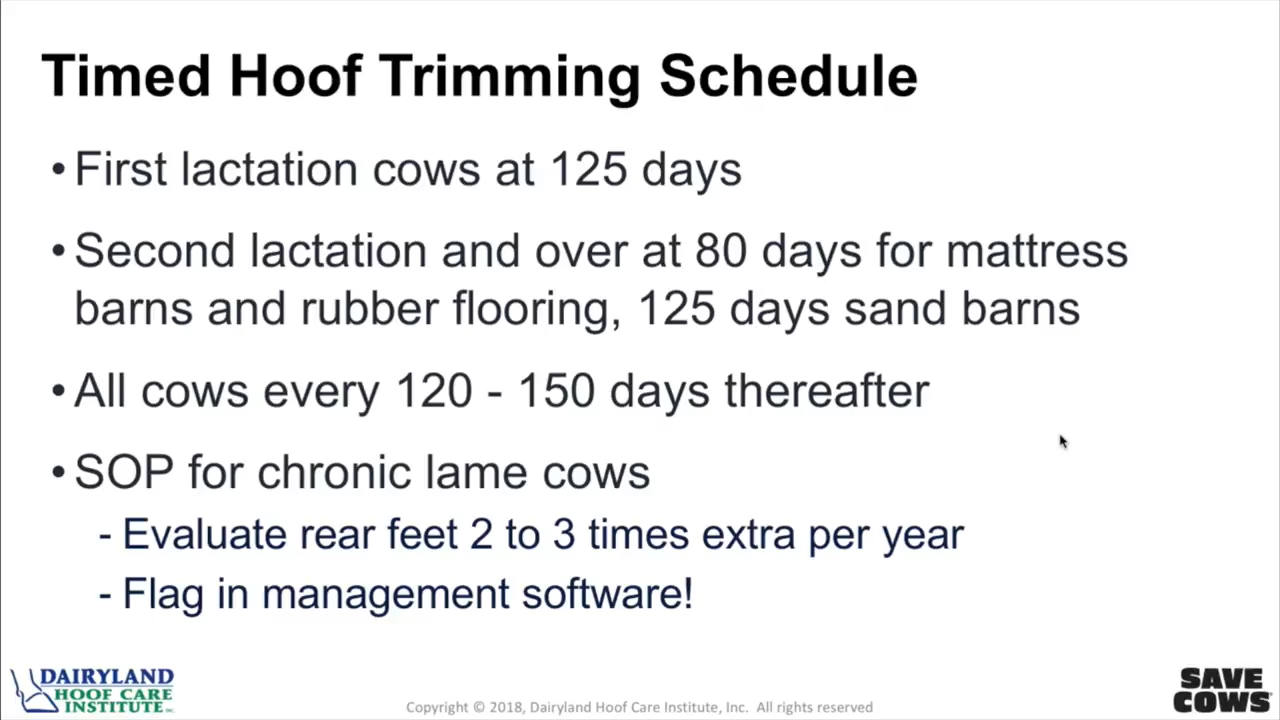 Timed Hoof Trimming Schedule
•First lactation cows at 125 days
•Second lactation and over at 80 days for mattress
barns and rubber flooring, 125 days sand barns
•All cows every 120 - 150 days thereafter
•SOP for chronic lame cows
- Evaluate rear feet 2 to 3 times extra per year
- Flag in management software!
DAIRYLAND
HOOF CARE
INSTITUTE INC.
Copyright © 2018, Dairyland Hoof Care Institute, Inc. All rights reserved
SAVE
COWS